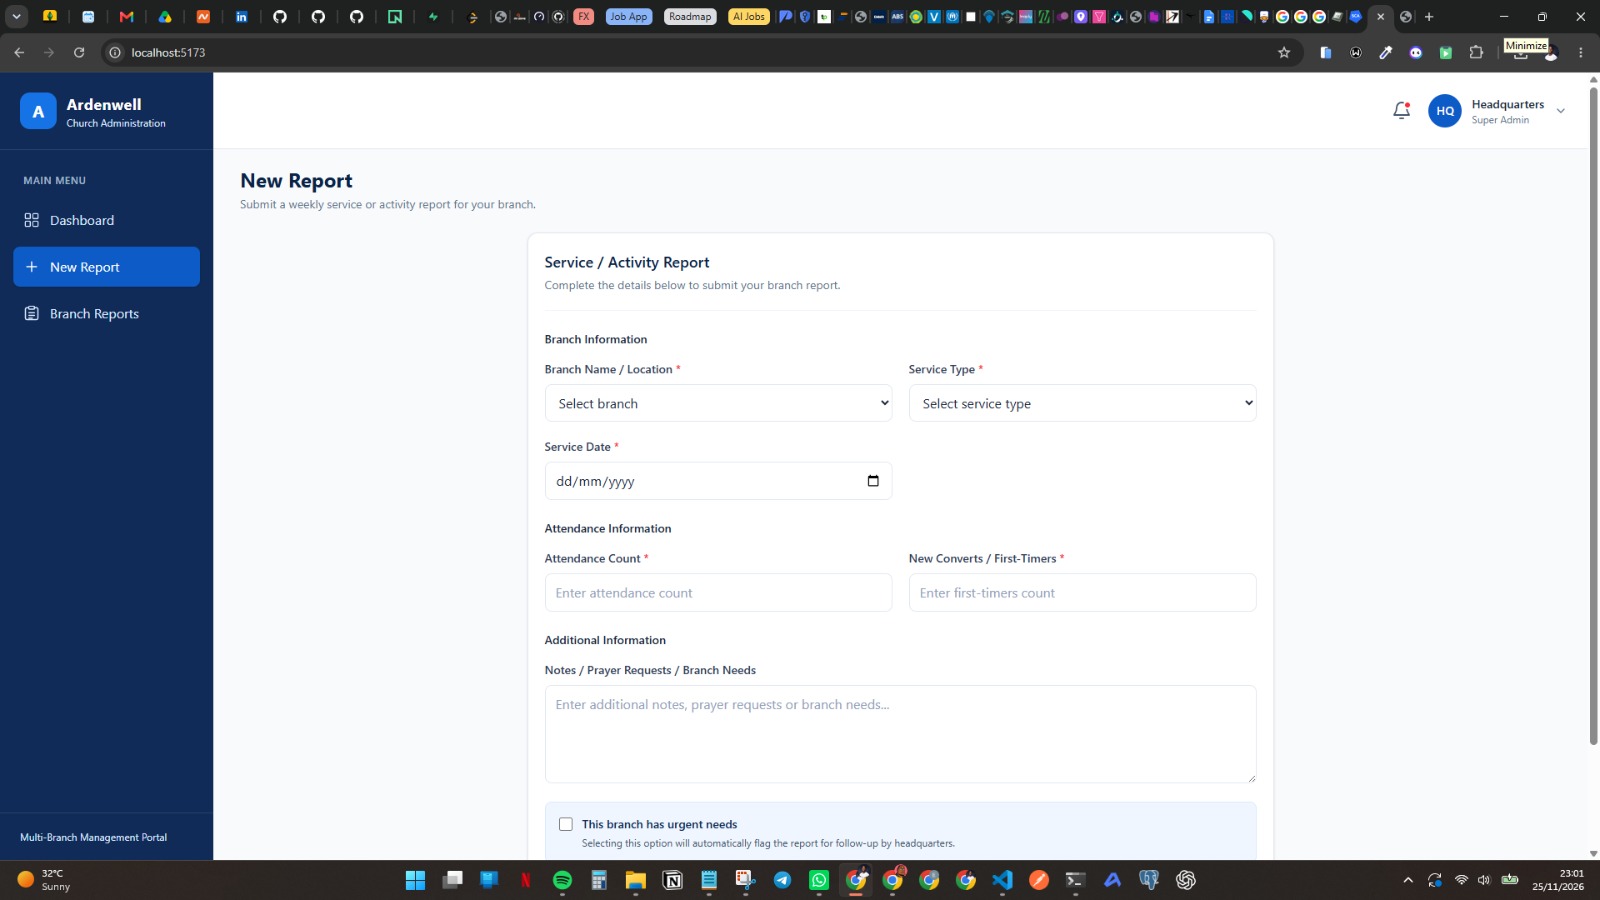 FX
Job App
Roadmap
AI Jobs
localhost:5173
Minimize
A
Ardenwell
Church Administration
HQ
Headquarters
Super Admin
MAIN MENU
Dashboard
New Report
Branch Reports
Multi-Branch Management Portal
New Report
Submit a weekly service or activity report for your branch.
Service / Activity Report
Complete the details below to submit your branch report.
Branch Information
Branch Name / Location *
Service Type *
Select branch
Select service type
Service Date *
dd/mm/yyyy
Attendance Information
Attendance Count *
New Converts / First-Timers *
Enter attendance count
Enter first-timers count
Additional Information
Notes / Prayer Requests / Branch Needs
Enter additional notes, prayer requests or branch needs...
This branch has urgent needs
Selecting this option will automatically flag the report for follow-up by headquarters.
32°C
Sunny
23:01
25/11/2026